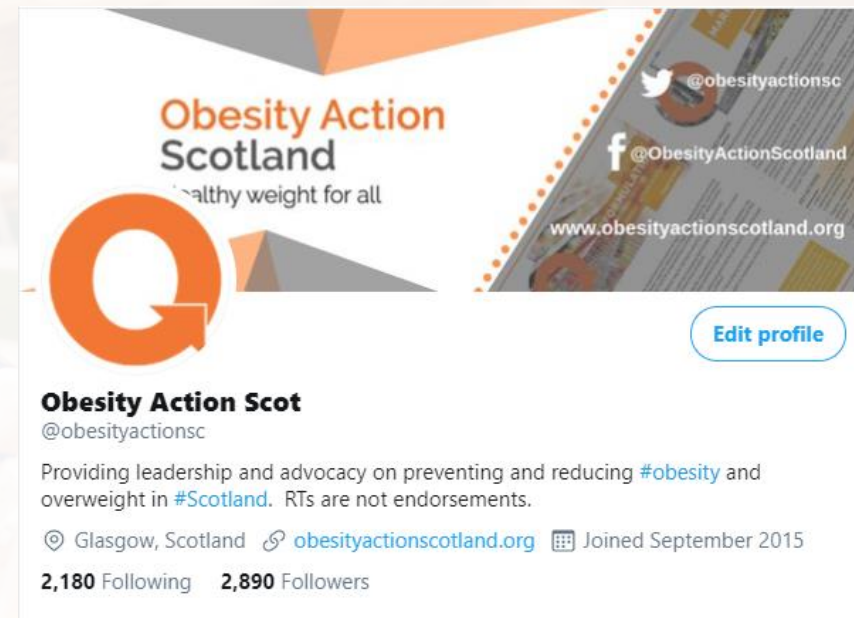 Obesity Action
Scotland
ealthy weight for all
@obesityactionsc
@ObesityActionScotland
www.obesityactionscotland.org
Edit profile
Obesity Action Scot
@obesityactionsc
Providing leadership and advocacy on preventing and reducing #obesity and
overweight in #Scotland. RTs are not endorsements.
Glasgow, Scotland obesityactionscotland.org Joined September 2015
2,180 Following 2,890 Followers